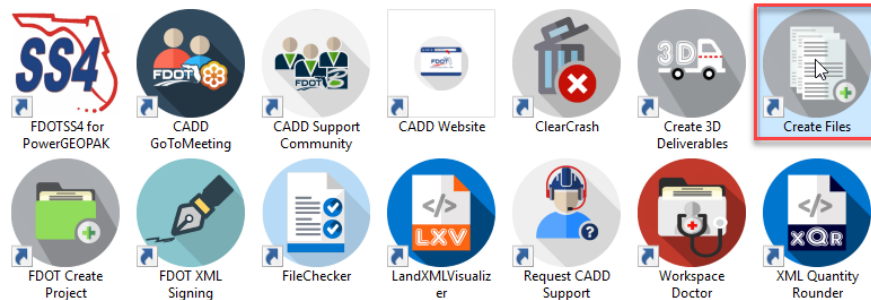 SS4
FDOT
FDOT
FDOT
3D
FDOTSS4 for
PowerGEOPAK
CADD
GoToMeeting
CADD Support
Community
CADD Website
ClearCrash
Create 3D
Deliverables
Create Files
</>
LXV
</>
XQR
?
FDOT Create
Project
FDOT XML
Signing
FileChecker
LandXMLVisualiz
er
Request CADD
Support
Workspace
Doctor
XML Quantity
Rounder